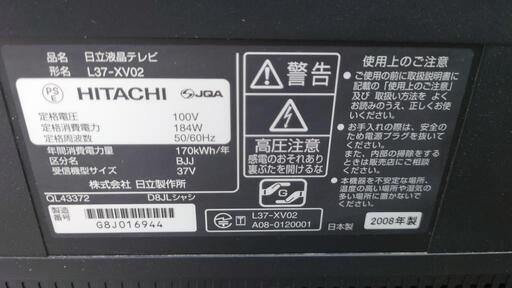 品名 日立液晶テレビ
形名 L37-XV02
PS
E
HITACHI
JQA
定格電圧 100V
定格消費電力 184W
定格周波数 50/60Hz
年間消費電力量 170kWh/年
区分名 BJJ
受信機型サイズ 37V
株式会社 日立製作所
QL43372 D8JLシャシ
製造番号
G8J016944
警告
高圧注意
感電のおそれあり
裏ぶたを開けるな
G
L37-XV02
A08-0120001
使用上のご注意
•ご使用の前に取扱説明書に
記載の「使用上のご注意」
及び「取扱い方法をよく
お読みのうえ、正しくご使用
ください。
•お手入れの際は、安全の
ため電源プラグを抜いて
ください。
また、内部の掃除をする
ときは販売店にご相談
ください。
•本機器を不安定な場所、
温度の高い場所や湿気の
多い場所に置かないで
ください。
日本製
2008年製